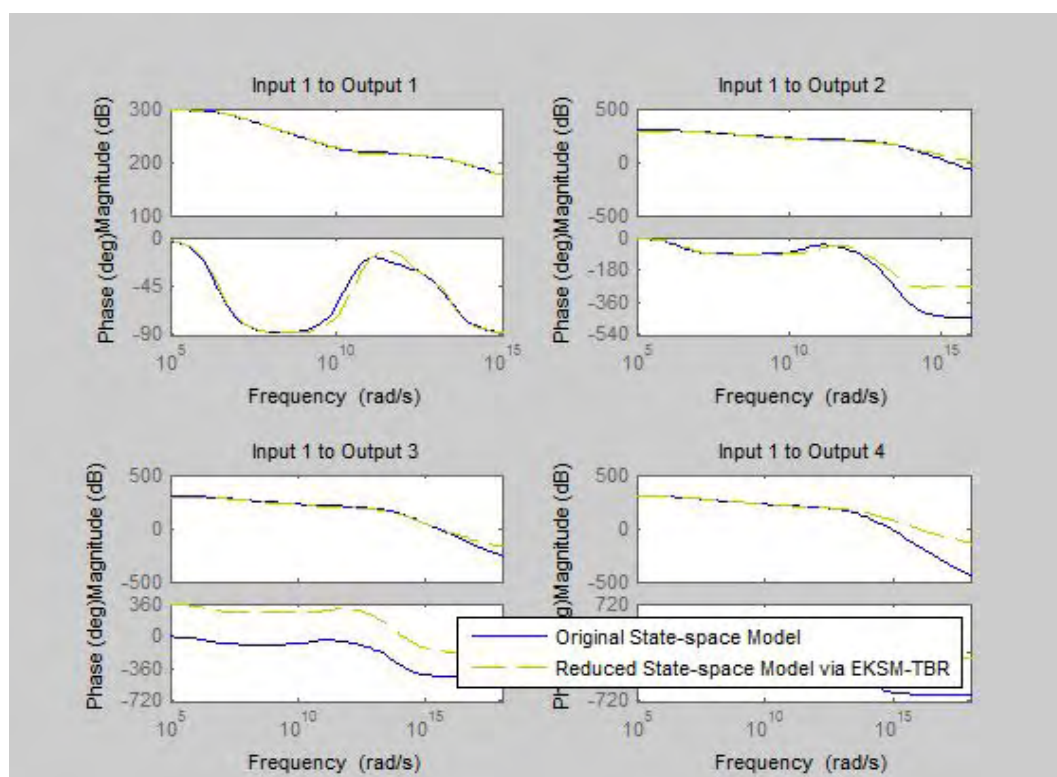 Input 1 to Output 1
Magnitude (dB)
300
200
100
Phase (deg)
0
-45
-90
10^5
10^10
10^15
Frequency (rad/s)
Input 1 to Output 2
Magnitude (dB)
500
0
-500
Phase (deg)
0
-180
-360
-540
10^5
10^10
10^15
Frequency (rad/s)
Input 1 to Output 3
Magnitude (dB)
500
0
-500
Phase (deg)
360
0
-360
-720
10^5
10^10
10^15
Frequency (rad/s)
Input 1 to Output 4
Magnitude (dB)
500
0
-500
720
-720
10^5
10^10
10^15
Frequency (rad/s)
Original State-space Model
Reduced State-space Model via EKSM-TBR